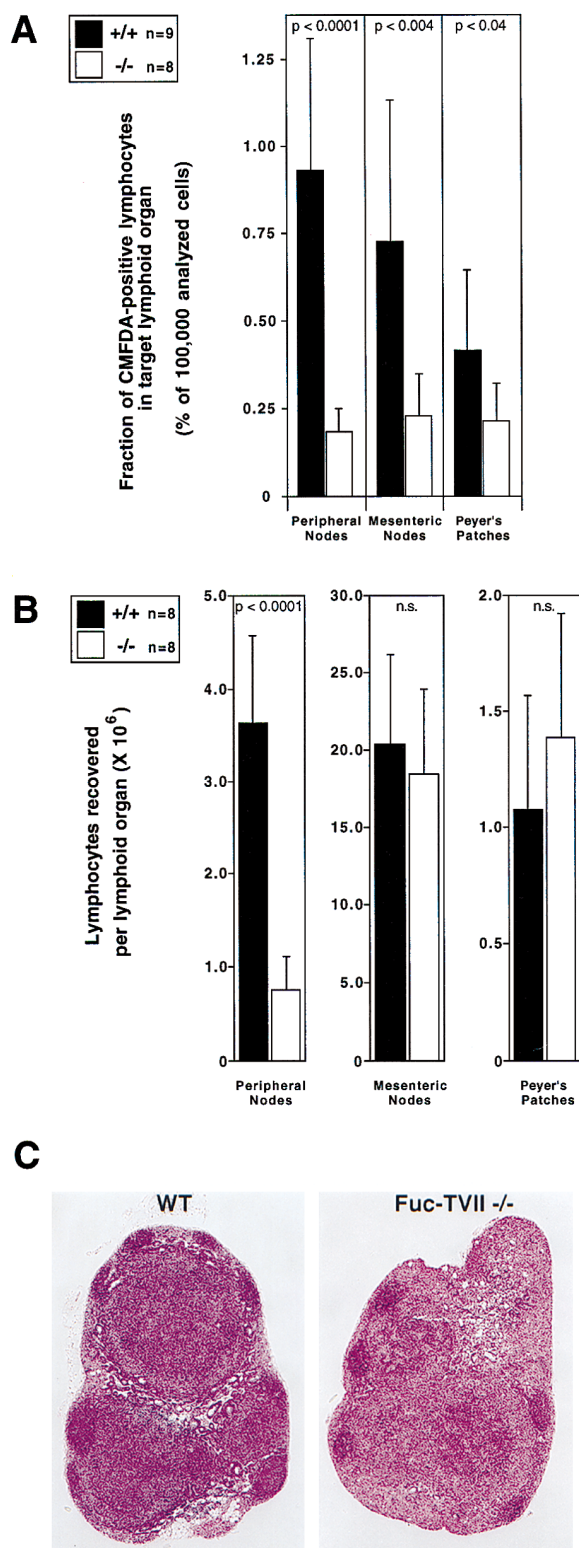 A
+/+ n=9
-/- n=8
Fraction of CMFDA-positive lymphocytes
in target lymphoid organ
(% of 100,000 analyzed cells)
p < 0.0001 p < 0.004 p < 0.04
1.25
1.00
0.75
0.50
0.25
0
Peripheral Nodes
Mesenteric Nodes
Peyer's Patches
B
+/+ n=8
-/- n=8
Lymphocytes recovered
per lymphoid organ (X 10⁶)
5.0
4.0
3.0
2.0
1.0
0
p < 0.0001
Peripheral
Nodes
30.0
25.0
20.0
15.0
10.0
5.0
0
n.s.
Mesenteric
Nodes
2.0
1.5
1.0
0.5
0
n.s.
Peyer's
Patches
C
WT
Fuc-TVII -/-